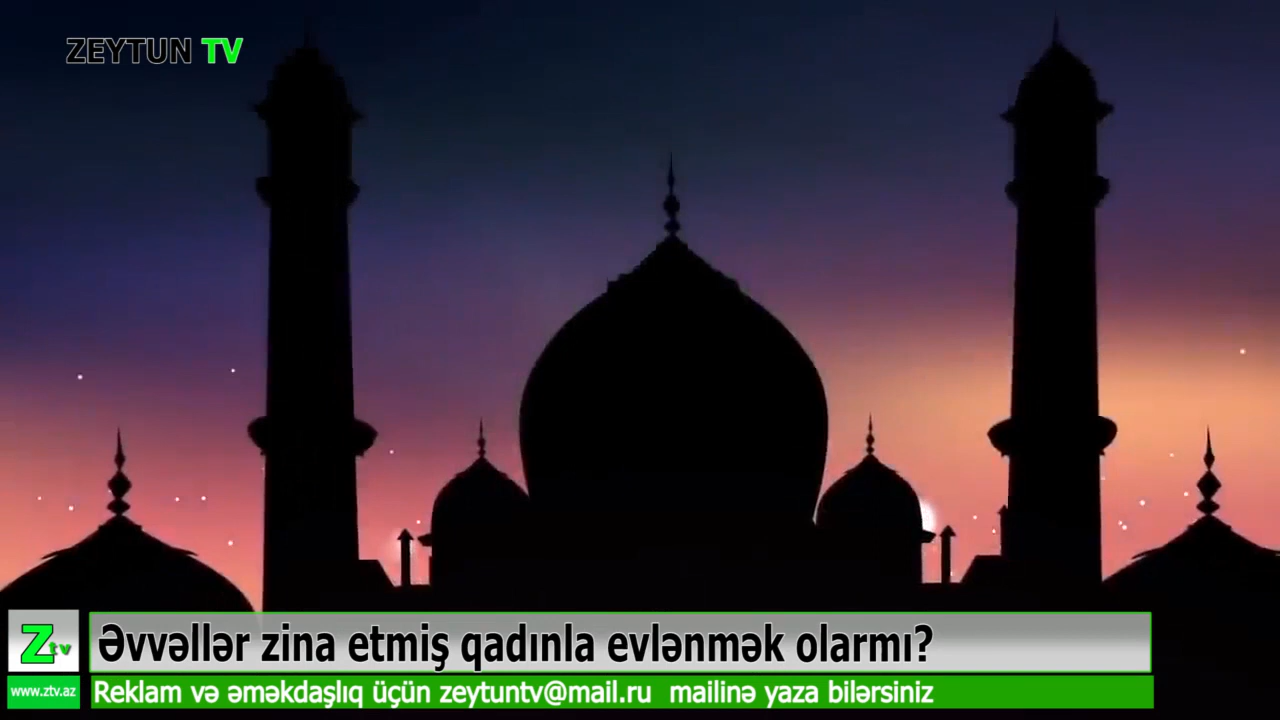 ZEYTUN TV
Z TV
Əvvəllər zina etmiş qadınla evlənmək olarmı?
www.ztv.az
Reklam və əməkdaşlıq üçün zeytuntv@mail.ru mailinə yaza bilərsiniz